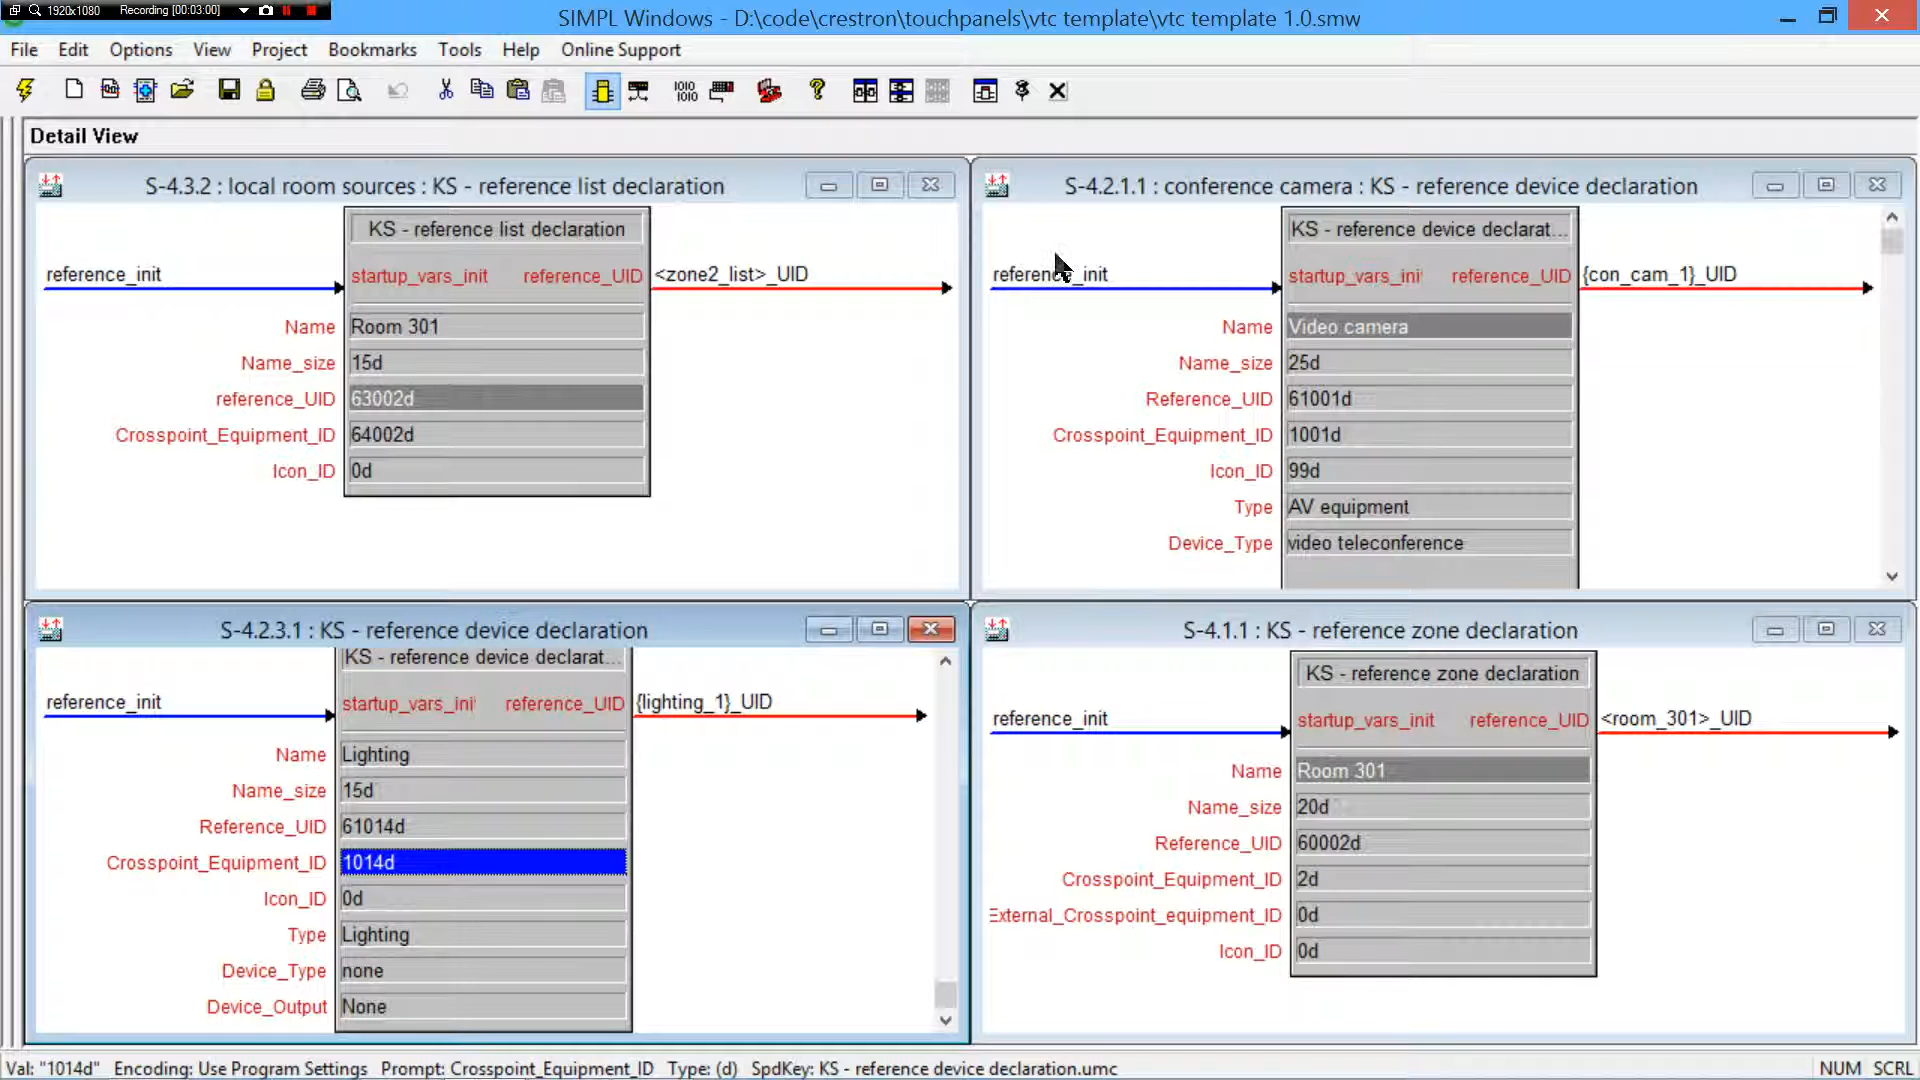 1920x1080 Recording [00:03:00]
SIMPL Windows - D:\code\crestron\touchpanels\vtc template\vtc template 1.0.smw
File Edit Options View Project Bookmarks Tools Help Online Support
Detail View
S-4.3.2 : local room sources : KS - reference list declaration
KS - reference list declaration
reference_init startup_vars_init reference_UID <zone2_list>_UID
Name Room 301
Name_size 15d
reference_UID 63002d
Crosspoint_Equipment_ID 64002d
Icon_ID 0d
S-4.2.1.1 : conference camera : KS - reference device declaration
KS - reference device declarat...
reference_init startup_vars_ini reference_UID {con_cam_1}_UID
Name Video camera
Name_size 25d
Reference_UID 61001d
Crosspoint_Equipment_ID 1001d
Icon_ID 99d
Type AV equipment
Device_Type video teleconference
S-4.2.3.1 : KS - reference device declaration
KS - reference device declarat...
reference_init startup_vars_ini reference_UID {lighting_1}_UID
Name Lighting
Name_size 15d
Reference_UID 61014d
Crosspoint_Equipment_ID 1014d
Icon_ID 0d
Type Lighting
Device_Type none
Device_Output None
S-4.1.1 : KS - reference zone declaration
KS - reference zone declaration
reference_init startup_vars_init reference_UID <room_301>_UID
Name Room 301
Name_size 20d
Reference_UID 60002d
Crosspoint_Equipment_ID 2d
External_Crosspoint_equipment_ID 0d
Icon_ID 0d
Val: "1014d" Encoding: Use Program Settings Prompt: Crosspoint_Equipment_ID Type: (d) SpdKey: KS - reference device declaration.umc NUM SCRL